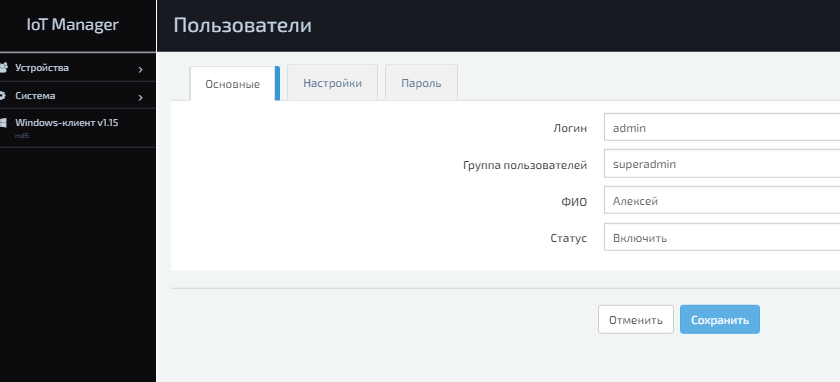 IoT Manager
Пользователи
Устройства
Система
Windows-клиент v1.15
md5:
Основные
Настройки
Пароль
Логин
admin
Группа пользователей
superadmin
ФИО
Алексей
Статус
Включить
Отменить
Сохранить